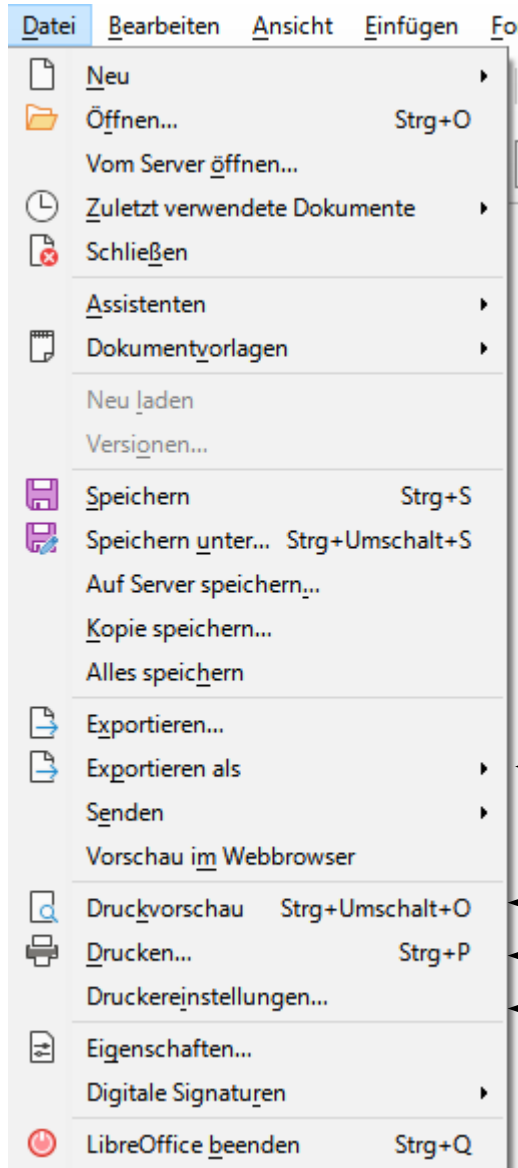 Datei Bearbeiten Ansicht Einfügen Fo
Neu
Öffnen... Strg+O
Vom Server öffnen...
Zuletzt verwendete Dokumente
Schließen
Assistenten
Dokumentvorlagen
Neu laden
Versionen...
Speichern Strg+S
Speichern unter... Strg+Umschalt+S
Auf Server speichern...
Kopie speichern...
Alles speichern
Exportieren...
Exportieren als
Senden
Vorschau im Webbrowser
Druckvorschau Strg+Umschalt+O
Drucken... Strg+P
Druckereinstellungen...
Eigenschaften...
Digitale Signaturen
LibreOffice beenden Strg+Q